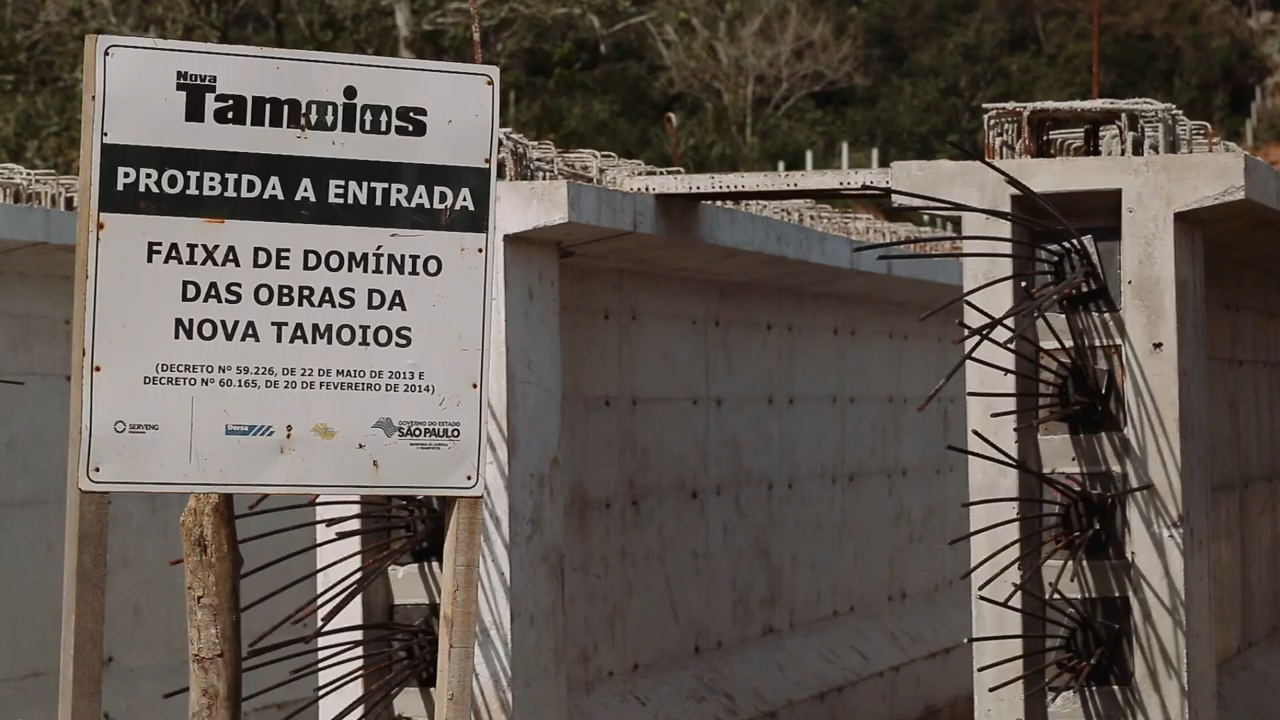 Nova
Tamoios
PROIBIDA A ENTRADA
FAIXA DE DOMÍNIO
DAS OBRAS DA
NOVA TAMOIOS
(DECRETO Nº 59.226, DE 22 DE MAIO DE 2013 E
DECRETO Nº 60.165, DE 20 DE FEVEREIRO DE 2014)
SERVENG
Dersa
GOVERNO DO ESTADO
SÃO PAULO